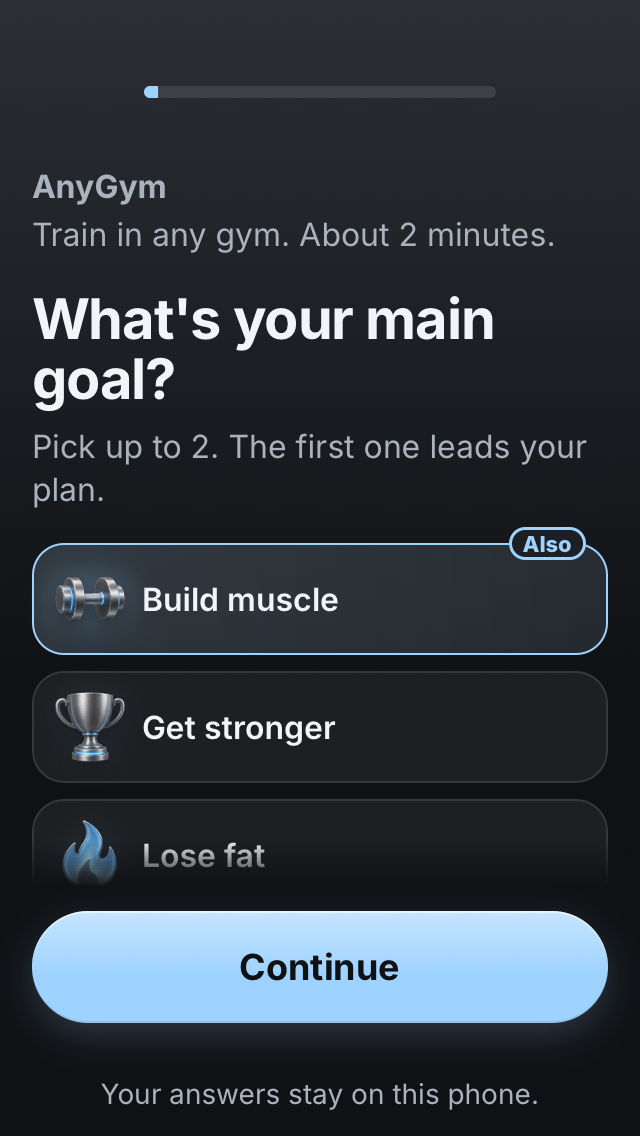 AnyGym
Train in any gym. About 2 minutes.
What's your main
goal?
Pick up to 2. The first one leads your
plan.
Also
Build muscle
Get stronger
Lose fat
Continue
Your answers stay on this phone.